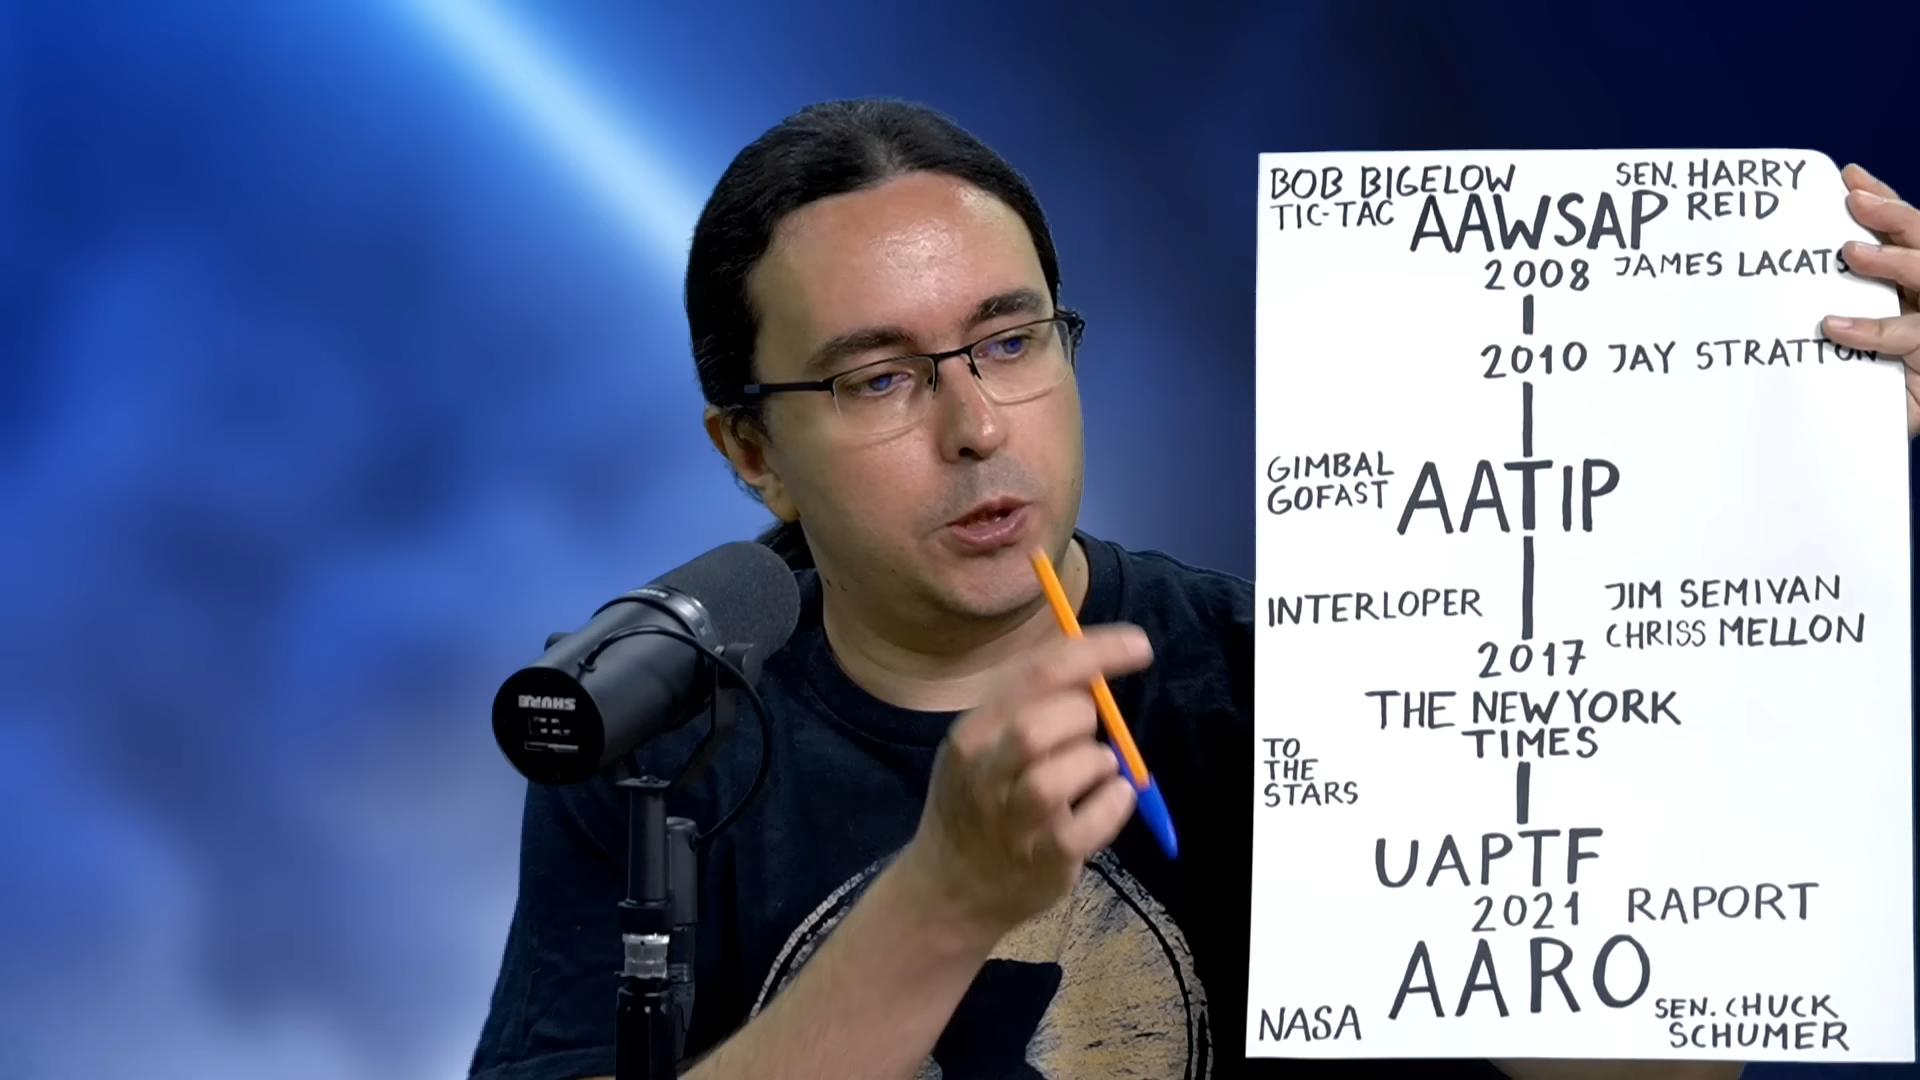 BOB BIGELOW
SEN. HARRY
REID
TIC-TAC
AAWSAP
2008
JAMES LACATS
2010
JAY STRATTON
GIMBAL
GOFAST
AATIP
INTERLOPER
JIM SEMIVAN
CHRISS MELLON
2017
THE NEW YORK
TIMES
TO
THE
STARS
UAPTF
2021
RAPORT
AARO
NASA
SEN. CHUCK
SCHUMER
SHURE